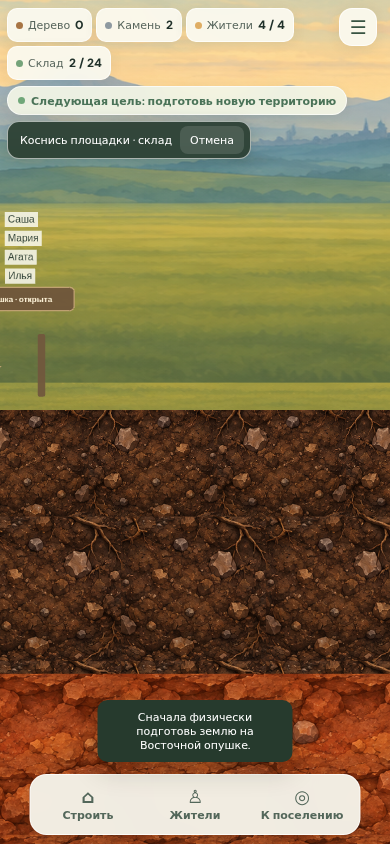 Дерево 0
Камень 2
Жители 4 / 4
Склад 2 / 24
Следующая цель: подготовь новую территорию
Коснись площадки · склад
Отмена
Саша
Мария
Агата
Илья
· открыта
Сначала физически
подготовь землю на
Восточной опушке.
Строить
Жители
К поселению